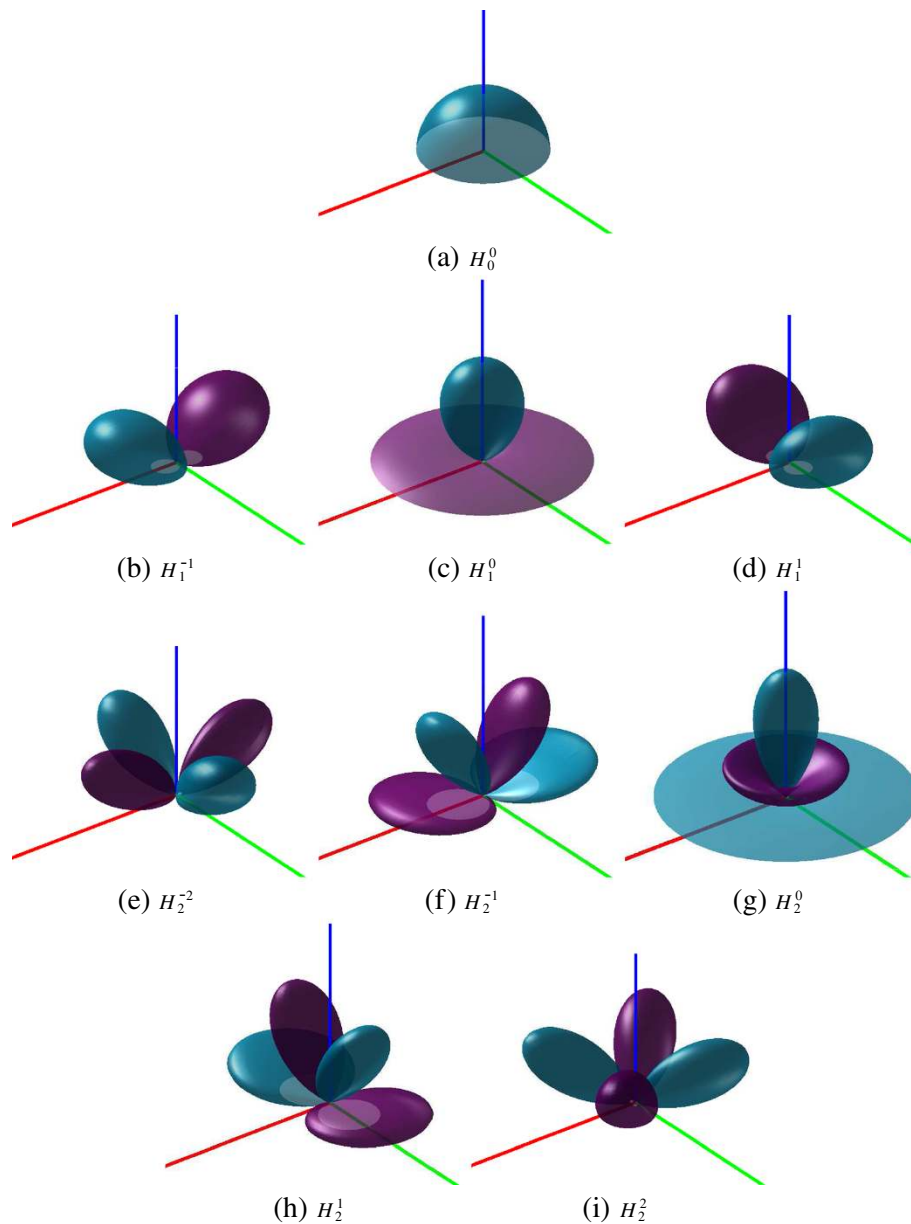 (a) H_0^0
(b) H_1^{-1} (c) H_1^0 (d) H_1^1
(e) H_2^{-2} (f) H_2^{-1} (g) H_2^0
(h) H_2^1 (i) H_2^2